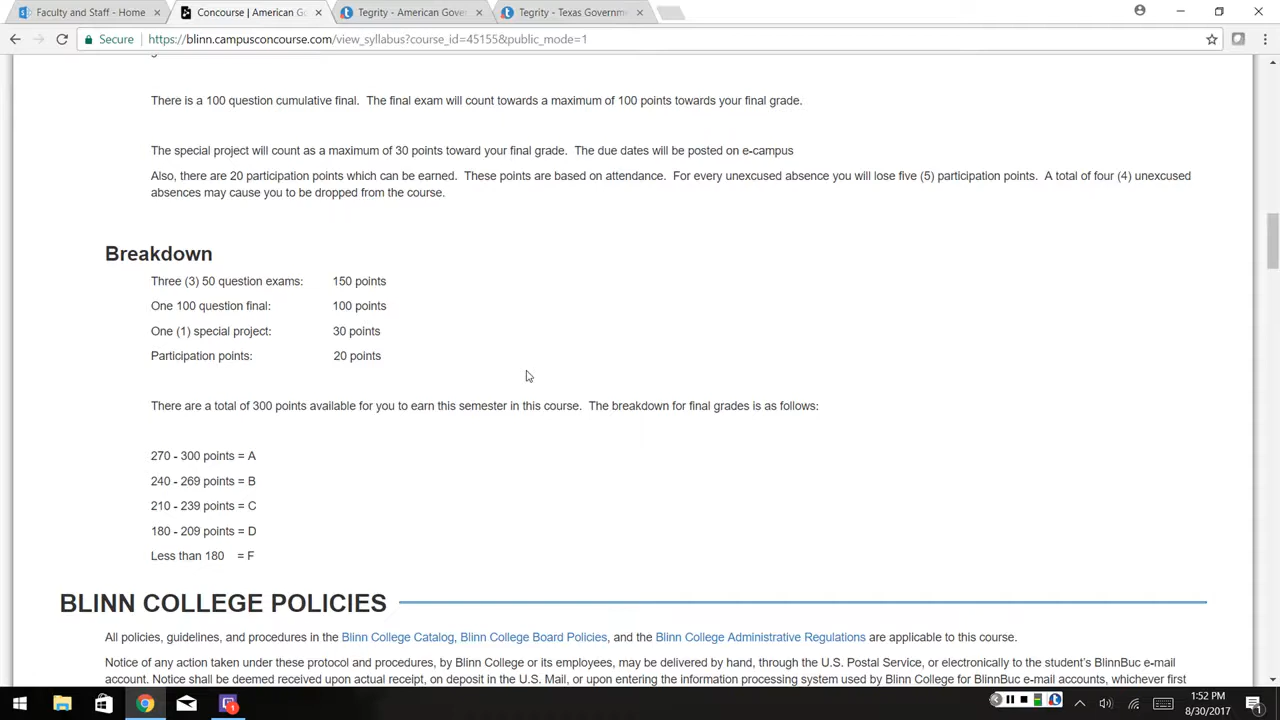 Faculty and Staff - Home
Concourse | American Go
Tegrity - American Gover
Tegrity - Texas Governme
Secure
https://blinn.campusconcourse.com/view_syllabus?course_id=45155&public_mode=1
There is a 100 question cumulative final. The final exam will count towards a maximum of 100 points towards your final grade.
The special project will count as a maximum of 30 points toward your final grade. The due dates will be posted on e-campus
Also, there are 20 participation points which can be earned. These points are based on attendance. For every unexcused absence you will lose five (5) participation points. A total of four (4) unexcused
absences may cause you to be dropped from the course.
Breakdown
Three (3) 50 question exams: 150 points
One 100 question final: 100 points
One (1) special project: 30 points
Participation points: 20 points
There are a total of 300 points available for you to earn this semester in this course. The breakdown for final grades is as follows:
270 - 300 points = A
240 - 269 points = B
210 - 239 points = C
180 - 209 points = D
Less than 180 = F
BLINN COLLEGE POLICIES
All policies, guidelines, and procedures in the Blinn College Catalog, Blinn College Board Policies, and the Blinn College Administrative Regulations are applicable to this course.
Notice of any action taken under these protocol and procedures, by Blinn College or its employees, may be delivered by hand, through the U.S. Postal Service, or electronically to the student's BlinnBuc e-mail
account. Notice shall be deemed received upon actual receipt, on deposit in the U.S. Mail, or upon entering the information processing system used by Blinn College for BlinnBuc e-mail accounts, whichever first
1:52 PM
8/30/2017